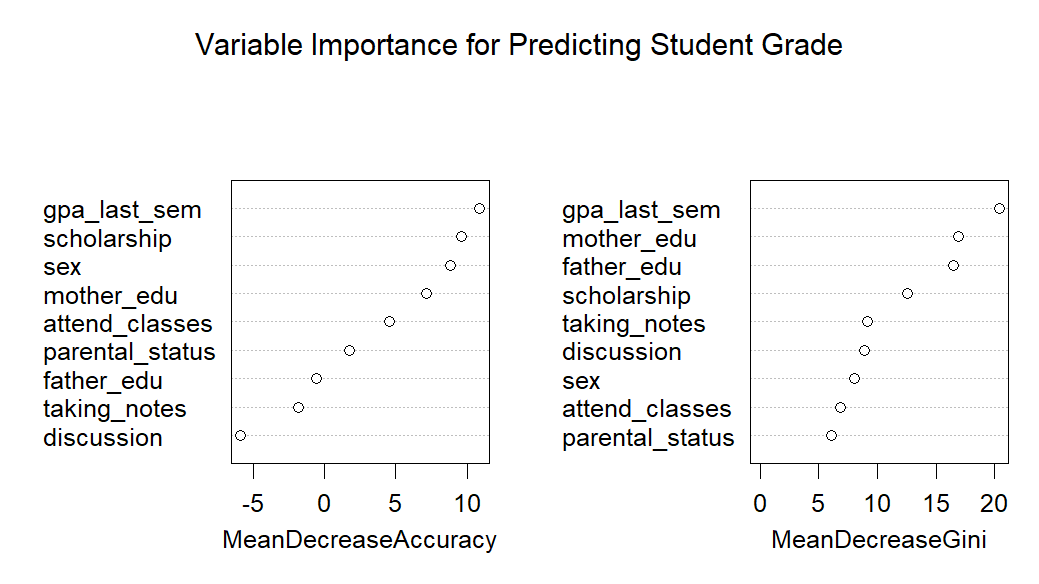 Variable Importance for Predicting Student Grade
gpa_last_sem
scholarship
sex
mother_edu
attend_classes
parental_status
father_edu
taking_notes
discussion
-5 0 5 10
MeanDecreaseAccuracy
gpa_last_sem
mother_edu
father_edu
scholarship
taking_notes
discussion
sex
attend_classes
parental_status
0 5 10 15 20
MeanDecreaseGini